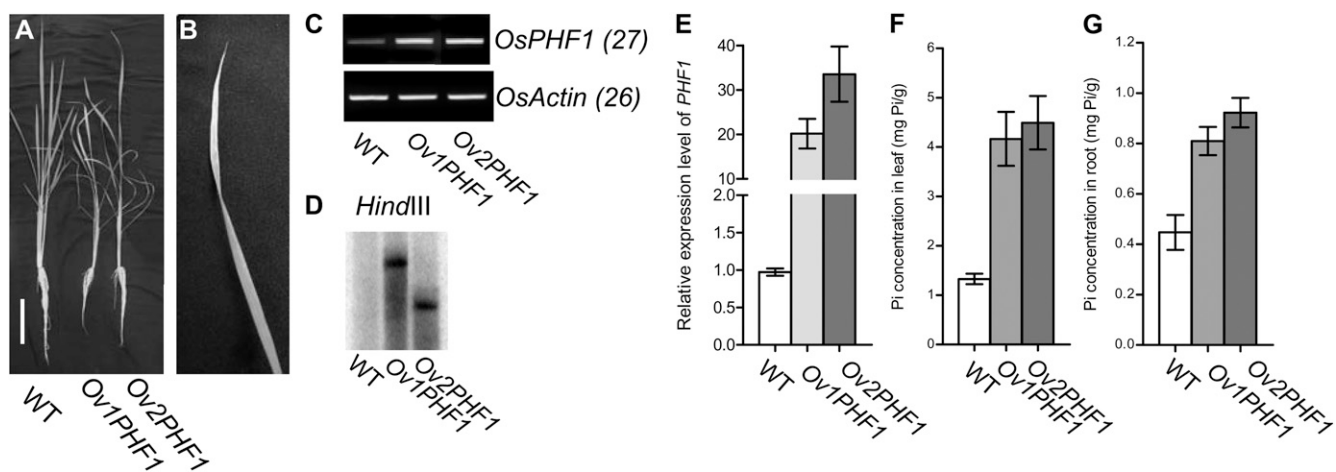 A
WT
Ov1PHF1
Ov2PHF1
B
C
OsPHF1 (27)
OsActin (26)
WT
Ov1PHF1
Ov2PHF1
D
HindIII
WT
Ov1PHF1
Ov2PHF1
E
Relative expression level of PHF1
40
30
20
10
2.0
1.5
1.0
0.5
0.0
WT
Ov1PHF1
Ov2PHF1
F
Pi concentration in leaf (mg Pi/g)
6
5
4
3
2
1
0
WT
Ov1PHF1
Ov2PHF1
G
Pi concentration in root (mg Pi/g)
1.2
1.0
0.8
0.6
0.4
0.2
0.0
WT
Ov1PHF1
Ov2PHF1